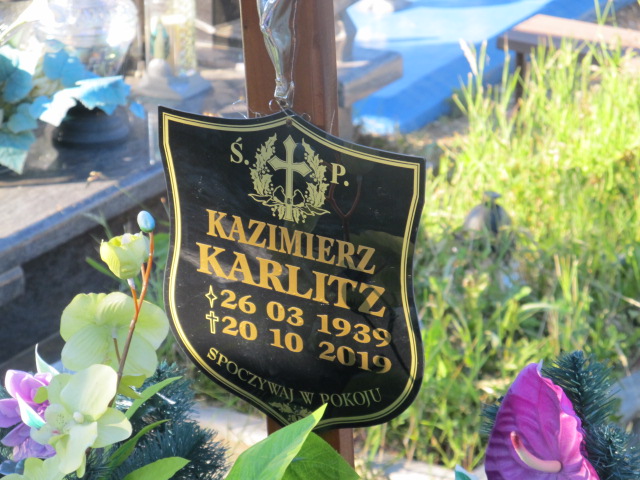 Ś. P.
KAZIMIERZ
KARLITZ
26 03 1939
20 10 2019
SPOCZYWAJ W POKOJU